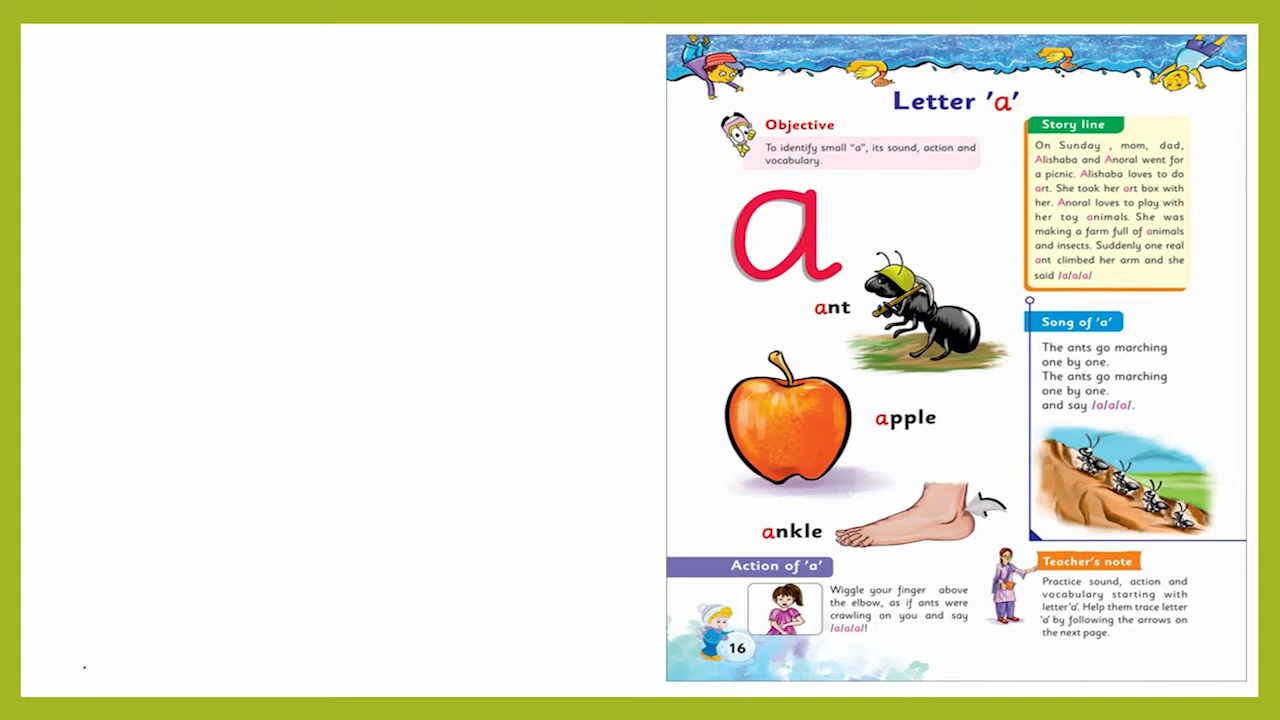 Letter 'a'
Objective
To identify small "a", its sound, action and
vocabulary.
a
ant
apple
ankle
Story line
On Sunday , mom, dad,
Alishaba and Anoral went for
a picnic. Alishaba loves to do
art. She took her art box with
her. Anoral loves to play with
her toy animals. She was
making a farm full of animals
and insects. Suddenly one real
ant climbed her arm and she
said /a/a/a/
Song of 'a'
The ants go marching
one by one.
The ants go marching
one by one.
and say /a/a/a/.
Action of 'a'
Wiggle your finger above
the elbow, as if ants were
crawling on you and say
/a/a/a/!
Teacher's note
Practice sound, action and
vocabulary starting with
letter'a'. Help them trace letter
'a' by following the arrows on
the next page.
16